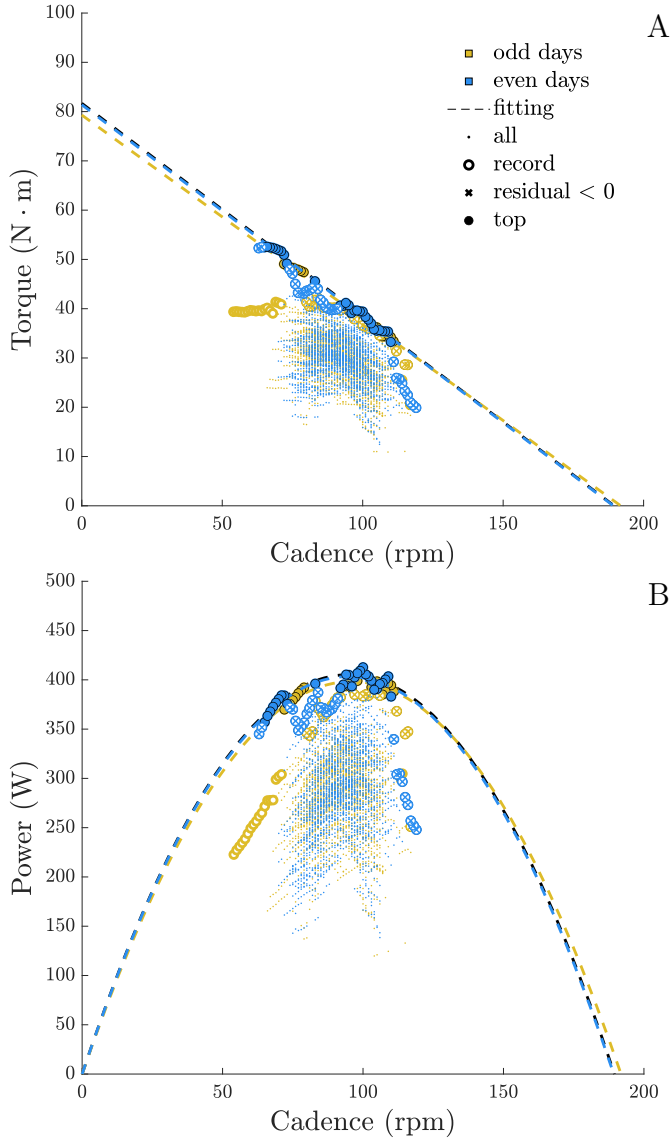 A
100
90
80
70
60
50
40
30
20
10
0
Torque (N · m)
odd days
even days
fitting
all
record
residual < 0
top
0
50
100
150
200
Cadence (rpm)
B
500
450
400
350
300
250
200
150
100
50
0
Power (W)
0
50
100
150
200
Cadence (rpm)